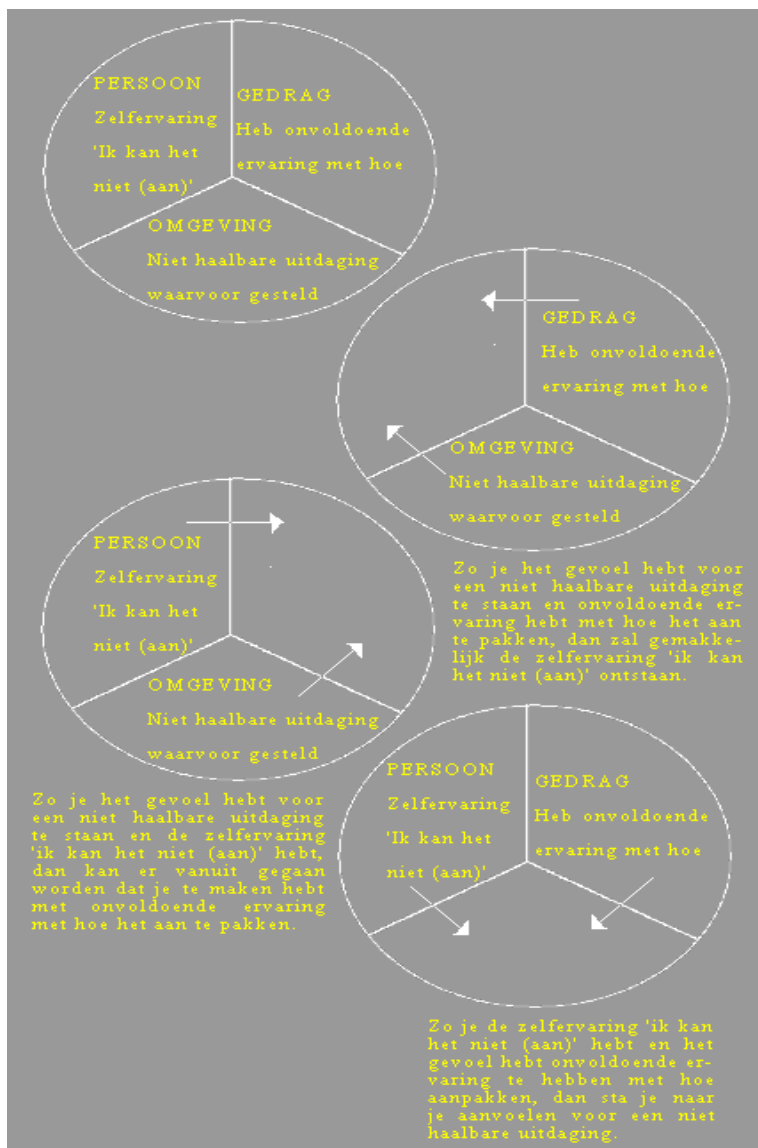 PERSOON
Zelfervaring
'Ik kan het
niet (aan)'
GEDRAG
Heb onvoldoende
ervaring met hoe
OMGEVING
Niet haalbare uitdaging
waarvoor gesteld
GEDRAG
Heb onvoldoende
ervaring met hoe
OMGEVING
Niet haalbare uitdaging
waarvoor gesteld
Zo je het gevoel hebt voor
een niet haalbare uitdaging
te staan en onvoldoende er-
varing hebt met hoe het aan
te pakken, dan zal gemakke-
lijk de zelfervaring 'ik kan
het niet (aan)' ontstaan.
PERSOON
Zelfervaring
'Ik kan het
niet (aan)'
OMGEVING
Niet haalbare uitdaging
waarvoor gesteld
Zo je het gevoel hebt voor
een niet haalbare uitdaging
te staan en de zelfervaring
'ik kan het niet (aan)' hebt,
dan kan er vanuit gegaan
worden dat je te maken hebt
met onvoldoende ervaring
met hoe het aan te pakken.
PERSOON
Zelfervaring
'Ik kan het
niet (aan)'
GEDRAG
Heb onvoldoende
ervaring met hoe
Zo je de zelfervaring 'ik kan
het niet (aan)' hebt en het
gevoel hebt onvoldoende er-
varing te hebben met hoe
aanpakken, dan sta je naar
je aanvoelen voor een niet
haalbare uitdaging.